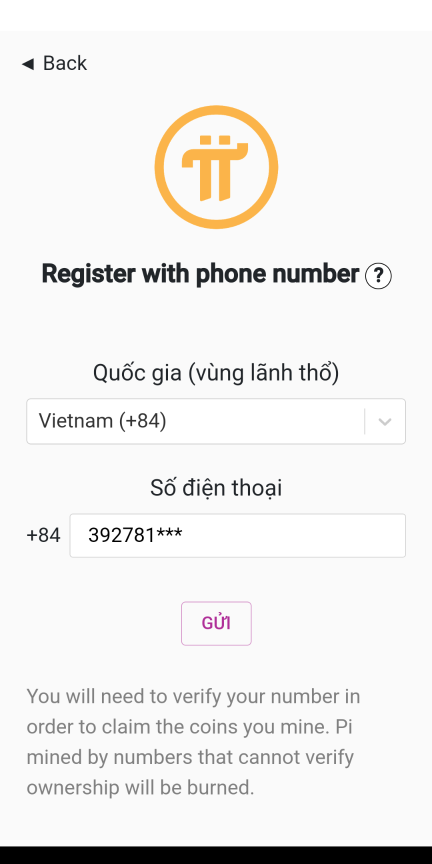 ◄ Back
Register with phone number ?
Quốc gia (vùng lãnh thổ)
Vietnam (+84)
Số điện thoại
+84 392781***
GỬI
You will need to verify your number in
order to claim the coins you mine. Pi
mined by numbers that cannot verify
ownership will be burned.